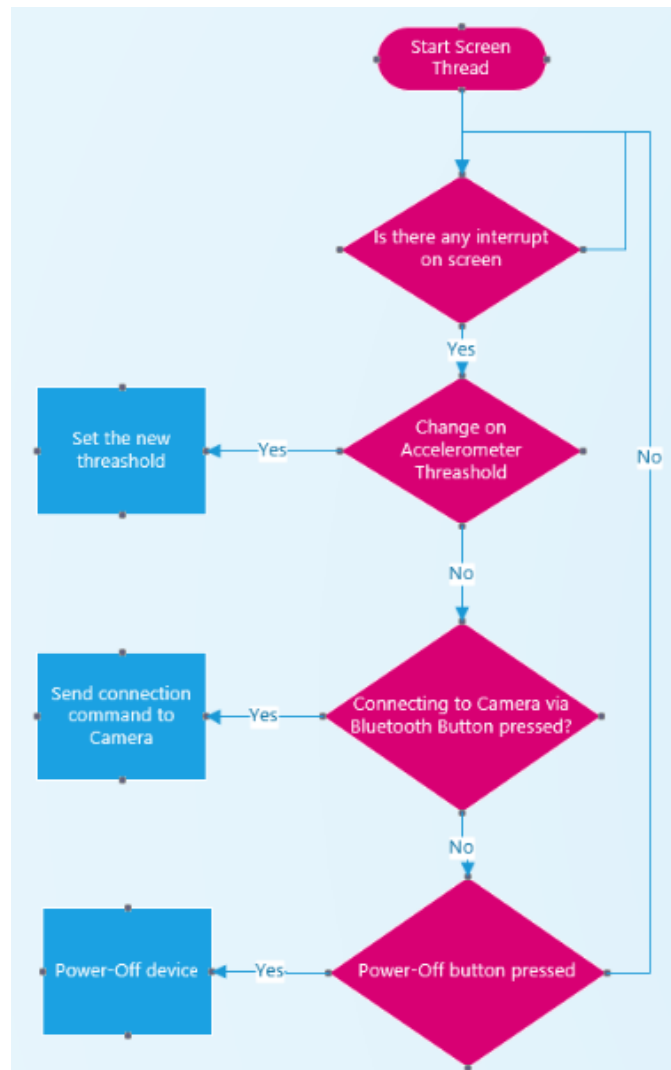 Start Screen
Thread
Is there any interrupt
on screen
Yes
Change on
Accelerometer
Threashold
Yes
Set the new
threashold
No
No
Connecting to Camera via
Bluetooth Button pressed?
Yes
Send connection
command to
Camera
No
Power-Off button pressed
Yes
Power-Off device